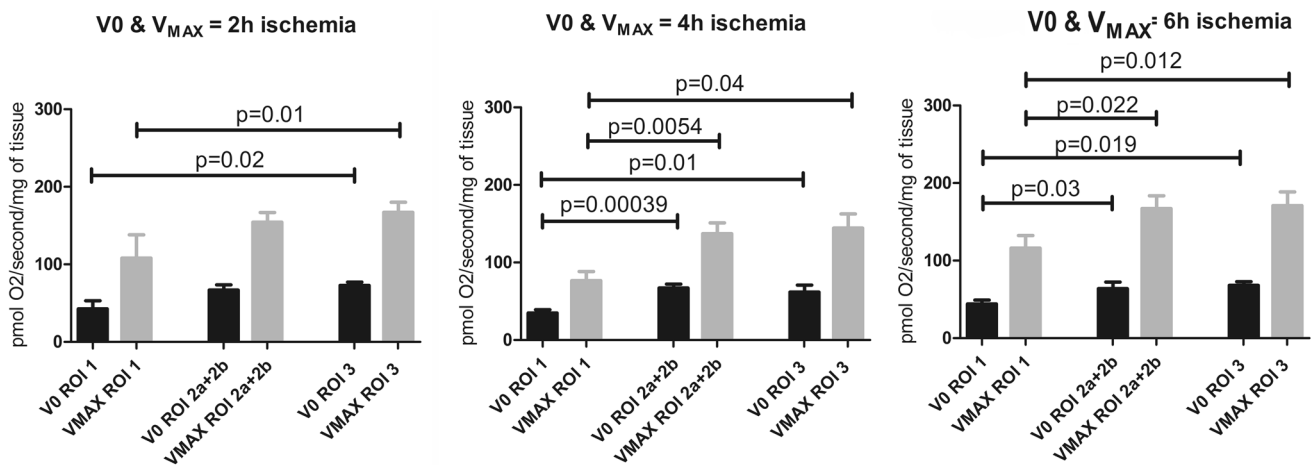 V0 & VMAX = 2h ischemia
pmol O2/second/mg of tissue
300
200
100
0
p=0.01
p=0.02
V0 ROI 1
VMAX ROI 1
V0 ROI 2a+2b
VMAX ROI 2a+2b
V0 ROI 3
VMAX ROI 3
V0 & VMAX = 4h ischemia
pmol O2/second/mg of tissue
300
200
100
0
p=0.04
p=0.0054
p=0.01
p=0.00039
V0 ROI 1
VMAX ROI 1
V0 ROI 2a+2b
VMAX ROI 2a+2b
V0 ROI 3
VMAX ROI 3
V0 & VMAX= 6h ischemia
pmol O2/second/mg of tissue
300
200
100
0
p=0.012
p=0.022
p=0.019
p=0.03
V0 ROI 1
VMAX ROI 1
V0 ROI 2a+2b
VMAX ROI 2a+2b
V0 ROI 3
VMAX ROI 3